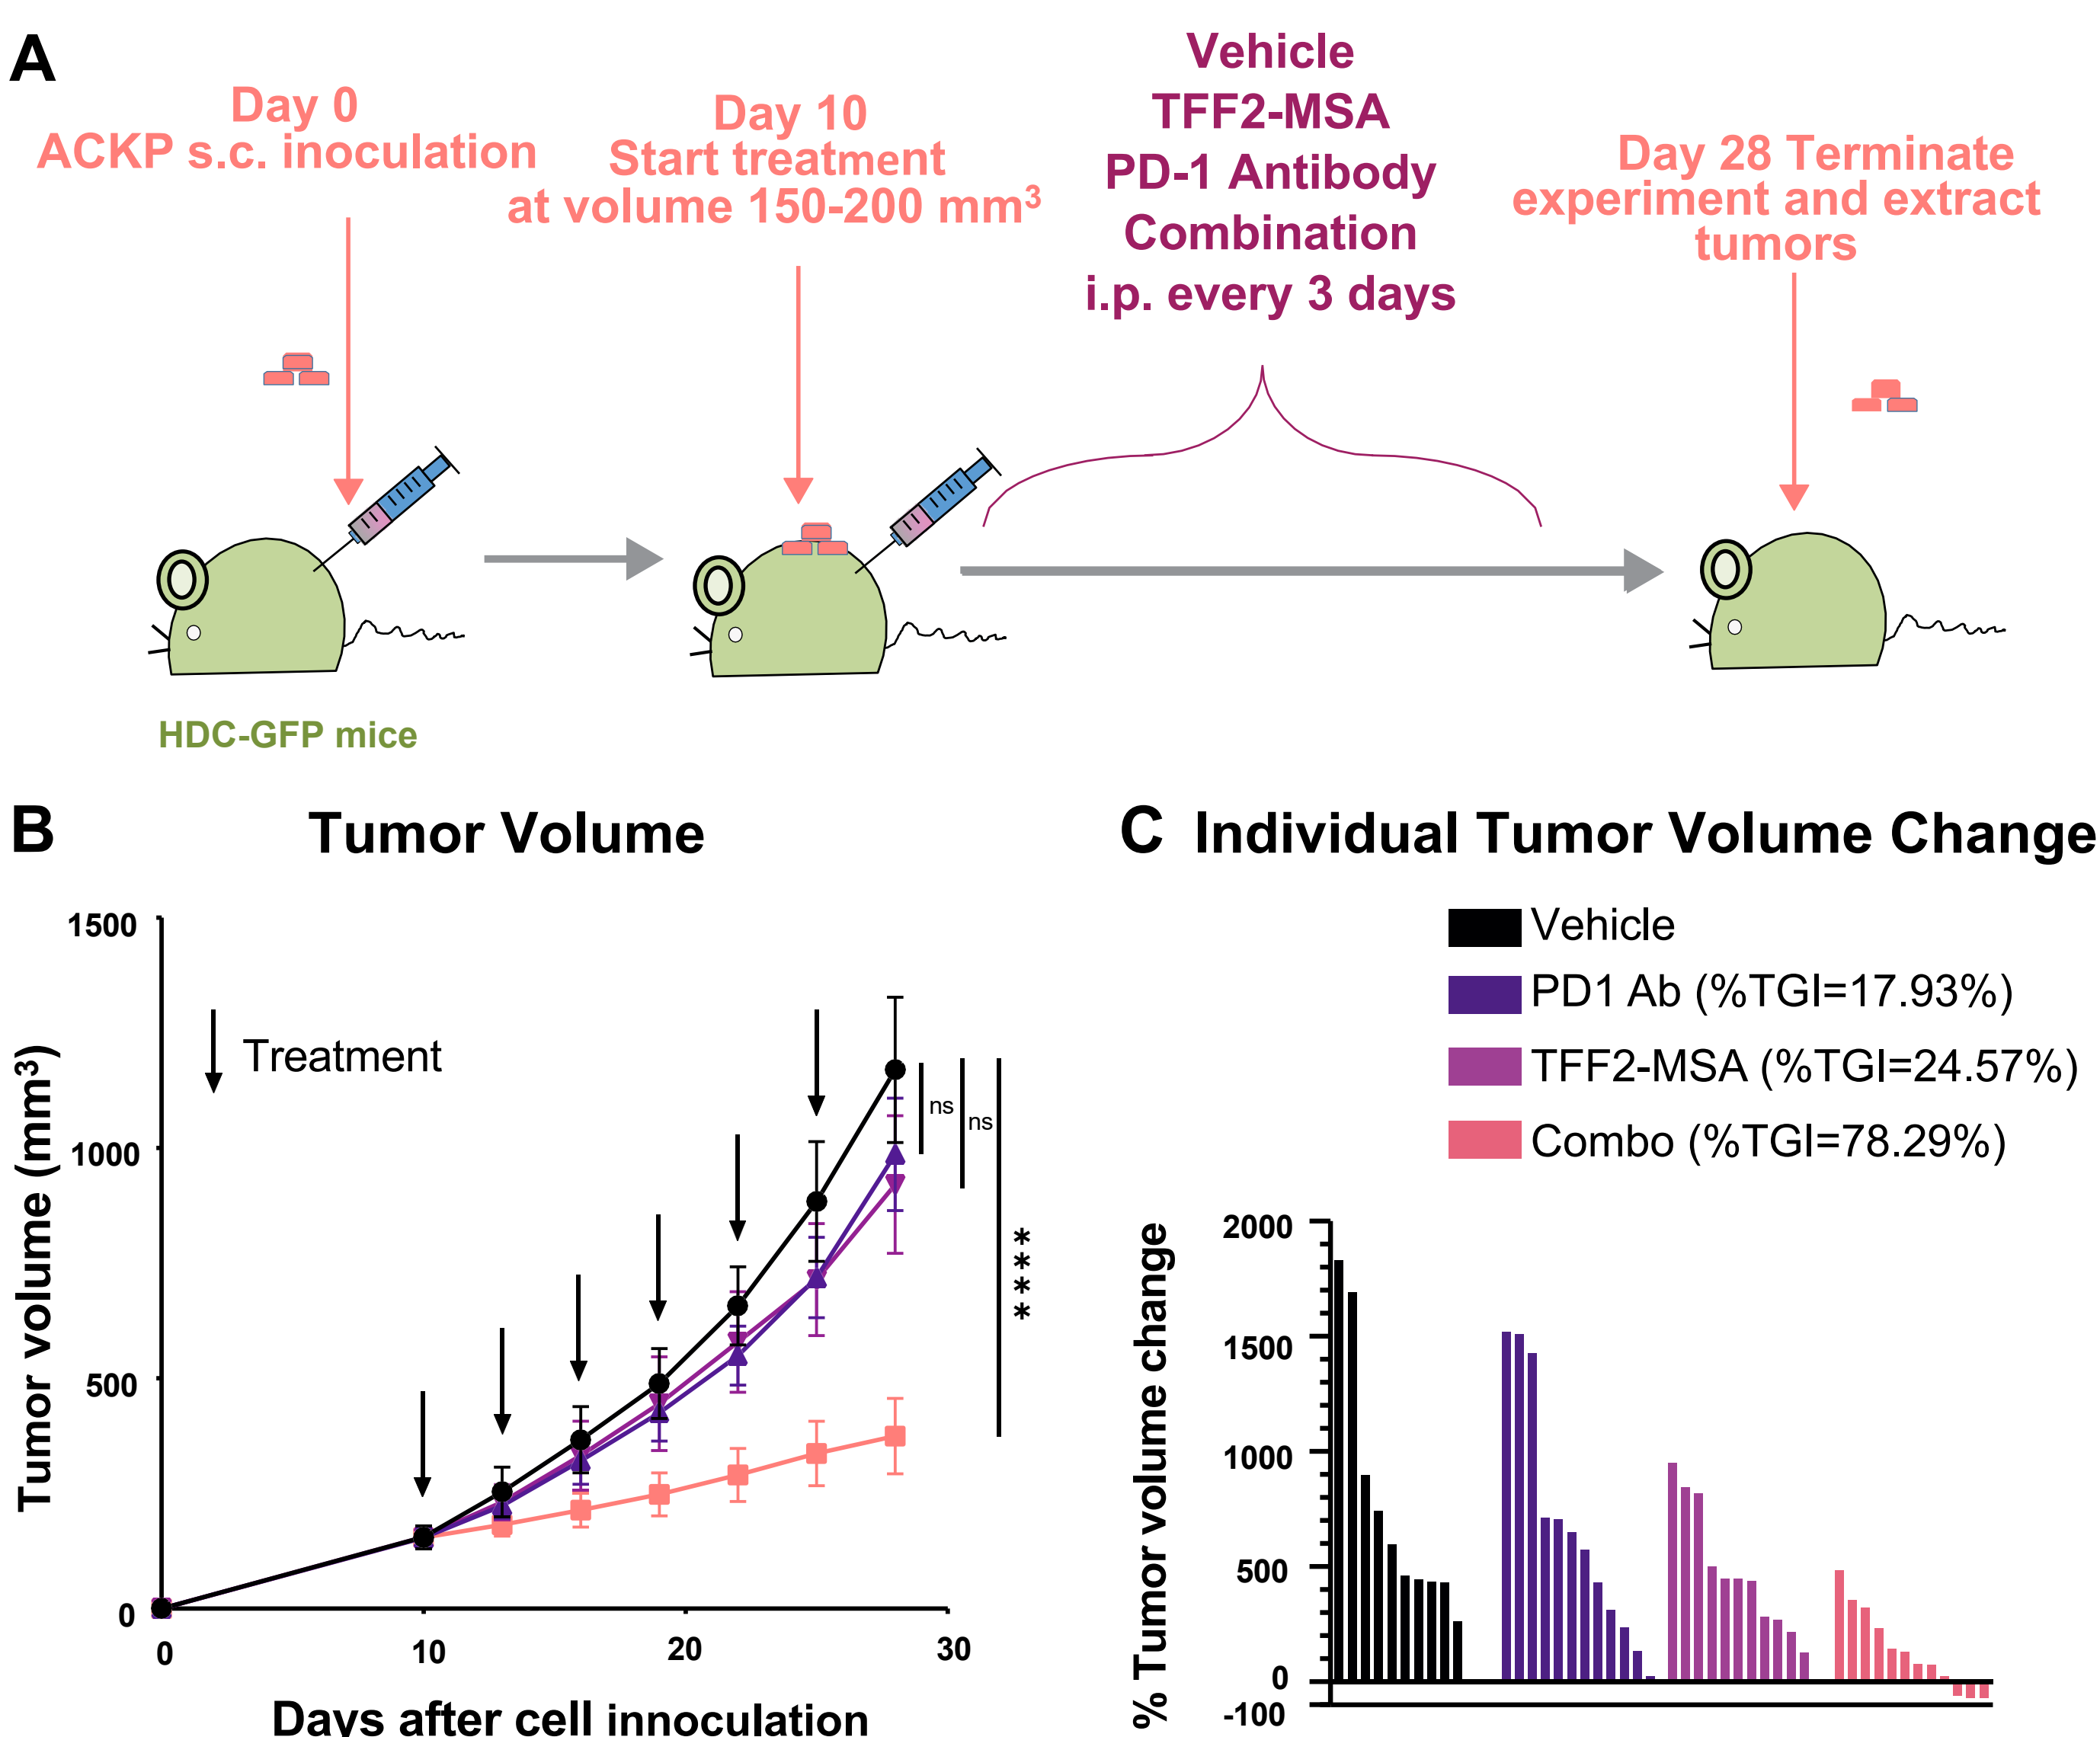 A
Day 0
ACKP s.c. inoculation
Day 10
Start treatment
at volume 150-200 mm³
Vehicle
TFF2-MSA
PD-1 Antibody
Combination
i.p. every 3 days
Day 28 Terminate
experiment and extract
tumors
HDC-GFP mice
B
Tumor Volume
Tumor volume (mm³)
1500
1000
500
0
Treatment
ns
ns
****
0
10
20
30
Days after cell innoculation
C
Individual Tumor Volume Change
Vehicle
PD1 Ab (%TGI=17.93%)
TFF2-MSA (%TGI=24.57%)
Combo (%TGI=78.29%)
% Tumor volume change
2000
1500
1000
500
0
-100